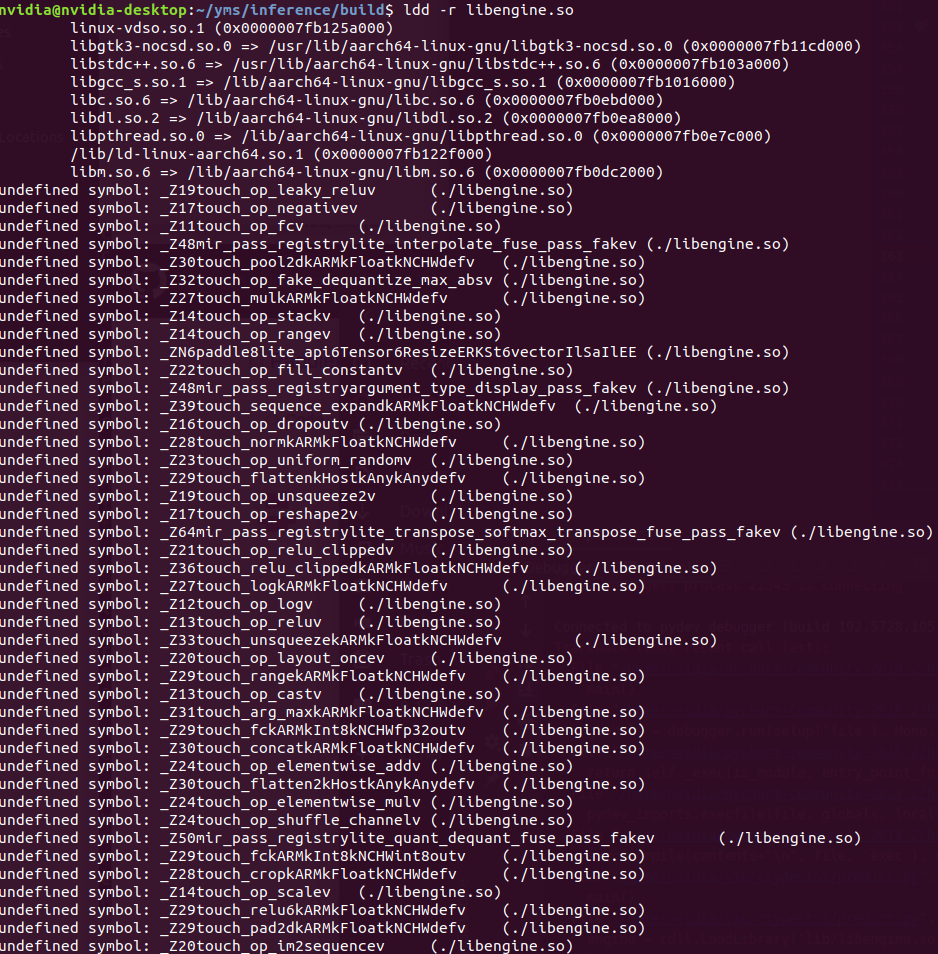 nvidia@nvidia-desktop:~/yms/inference/build$ ldd -r libengine.so
linux-vdso.so.1 (0x0000007fb125a000)
libgtk3-nocsd.so.0 => /usr/lib/aarch64-linux-gnu/libgtk3-nocsd.so.0 (0x0000007fb11cd000)
libstdc++.so.6 => /usr/lib/aarch64-linux-gnu/libstdc++.so.6 (0x0000007fb103a000)
libgcc_s.so.1 => /lib/aarch64-linux-gnu/libgcc_s.so.1 (0x0000007fb1016000)
libc.so.6 => /lib/aarch64-linux-gnu/libc.so.6 (0x0000007fb0ebd000)
libdl.so.2 => /lib/aarch64-linux-gnu/libdl.so.2 (0x0000007fb0ea8000)
libpthread.so.0 => /lib/aarch64-linux-gnu/libpthread.so.0 (0x0000007fb0e7c000)
/lib/ld-linux-aarch64.so.1 (0x0000007fb122f000)
libm.so.6 => /lib/aarch64-linux-gnu/libm.so.6 (0x0000007fb0dc2000)
undefined symbol: _Z19touch_op_leaky_reluv (./libengine.so)
undefined symbol: _Z17touch_op_negativev (./libengine.so)
undefined symbol: _Z11touch_op_fcv (./libengine.so)
undefined symbol: _Z48mir_pass_registrylite_interpolate_fuse_pass_fakev (./libengine.so)
undefined symbol: _Z30touch_pool2dkARMkFloatkNCHWdefv (./libengine.so)
undefined symbol: _Z32touch_op_fake_dequantize_max_absv (./libengine.so)
undefined symbol: _Z27touch_mulkARMkFloatkNCHWdefv (./libengine.so)
undefined symbol: _Z14touch_op_stackv (./libengine.so)
undefined symbol: _Z14touch_op_rangev (./libengine.so)
undefined symbol: _ZN6paddle8lite_api6Tensor6ResizeERKSt6vectorIlSaIlEE (./libengine.so)
undefined symbol: _Z22touch_op_fill_constantv (./libengine.so)
undefined symbol: _Z48mir_pass_registryargument_type_display_pass_fakev (./libengine.so)
undefined symbol: _Z39touch_sequence_expandkARMkFloatkNCHWdefv (./libengine.so)
undefined symbol: _Z16touch_op_dropoutv (./libengine.so)
undefined symbol: _Z28touch_normkARMkFloatkNCHWdefv (./libengine.so)
undefined symbol: _Z23touch_op_uniform_randomv (./libengine.so)
undefined symbol: _Z29touch_flattenkHostkAnykAnydefv (./libengine.so)
undefined symbol: _Z19touch_op_unsqueeze2v (./libengine.so)
undefined symbol: _Z17touch_op_reshape2v (./libengine.so)
undefined symbol: _Z64mir_pass_registrylite_transpose_softmax_transpose_fuse_pass_fakev (./libengine.so)
undefined symbol: _Z21touch_op_relu_clippedv (./libengine.so)
undefined symbol: _Z36touch_relu_clippedkARMkFloatkNCHWdefv (./libengine.so)
undefined symbol: _Z27touch_logkARMkFloatkNCHWdefv (./libengine.so)
undefined symbol: _Z12touch_op_logv (./libengine.so)
undefined symbol: _Z13touch_op_reluv (./libengine.so)
undefined symbol: _Z33touch_unsqueezekARMkFloatkNCHWdefv (./libengine.so)
undefined symbol: _Z20touch_op_layout_oncev (./libengine.so)
undefined symbol: _Z29touch_rangekARMkFloatkNCHWdefv (./libengine.so)
undefined symbol: _Z13touch_op_castv (./libengine.so)
undefined symbol: _Z31touch_arg_maxkARMkFloatkNCHWdefv (./libengine.so)
undefined symbol: _Z29touch_fckARMkInt8kNCHWfp32outv (./libengine.so)
undefined symbol: _Z30touch_concatkARMkFloatkNCHWdefv (./libengine.so)
undefined symbol: _Z24touch_op_elementwise_addv (./libengine.so)
undefined symbol: _Z30touch_flatten2kHostkAnykAnydefv (./libengine.so)
undefined symbol: _Z24touch_op_elementwise_mulv (./libengine.so)
undefined symbol: _Z24touch_op_shuffle_channelv (./libengine.so)
undefined symbol: _Z50mir_pass_registrylite_quant_dequant_fuse_pass_fakev (./libengine.so)
undefined symbol: _Z29touch_fckARMkInt8kNCHWint8outv (./libengine.so)
undefined symbol: _Z28touch_cropkARMkFloatkNCHWdefv (./libengine.so)
undefined symbol: _Z14touch_op_scalev (./libengine.so)
undefined symbol: _Z29touch_relu6kARMkFloatkNCHWdefv (./libengine.so)
undefined symbol: _Z29touch_pad2dkARMkFloatkNCHWdefv (./libengine.so)
undefined symbol: _Z20touch_op_im2sequencev (./libengine.so)